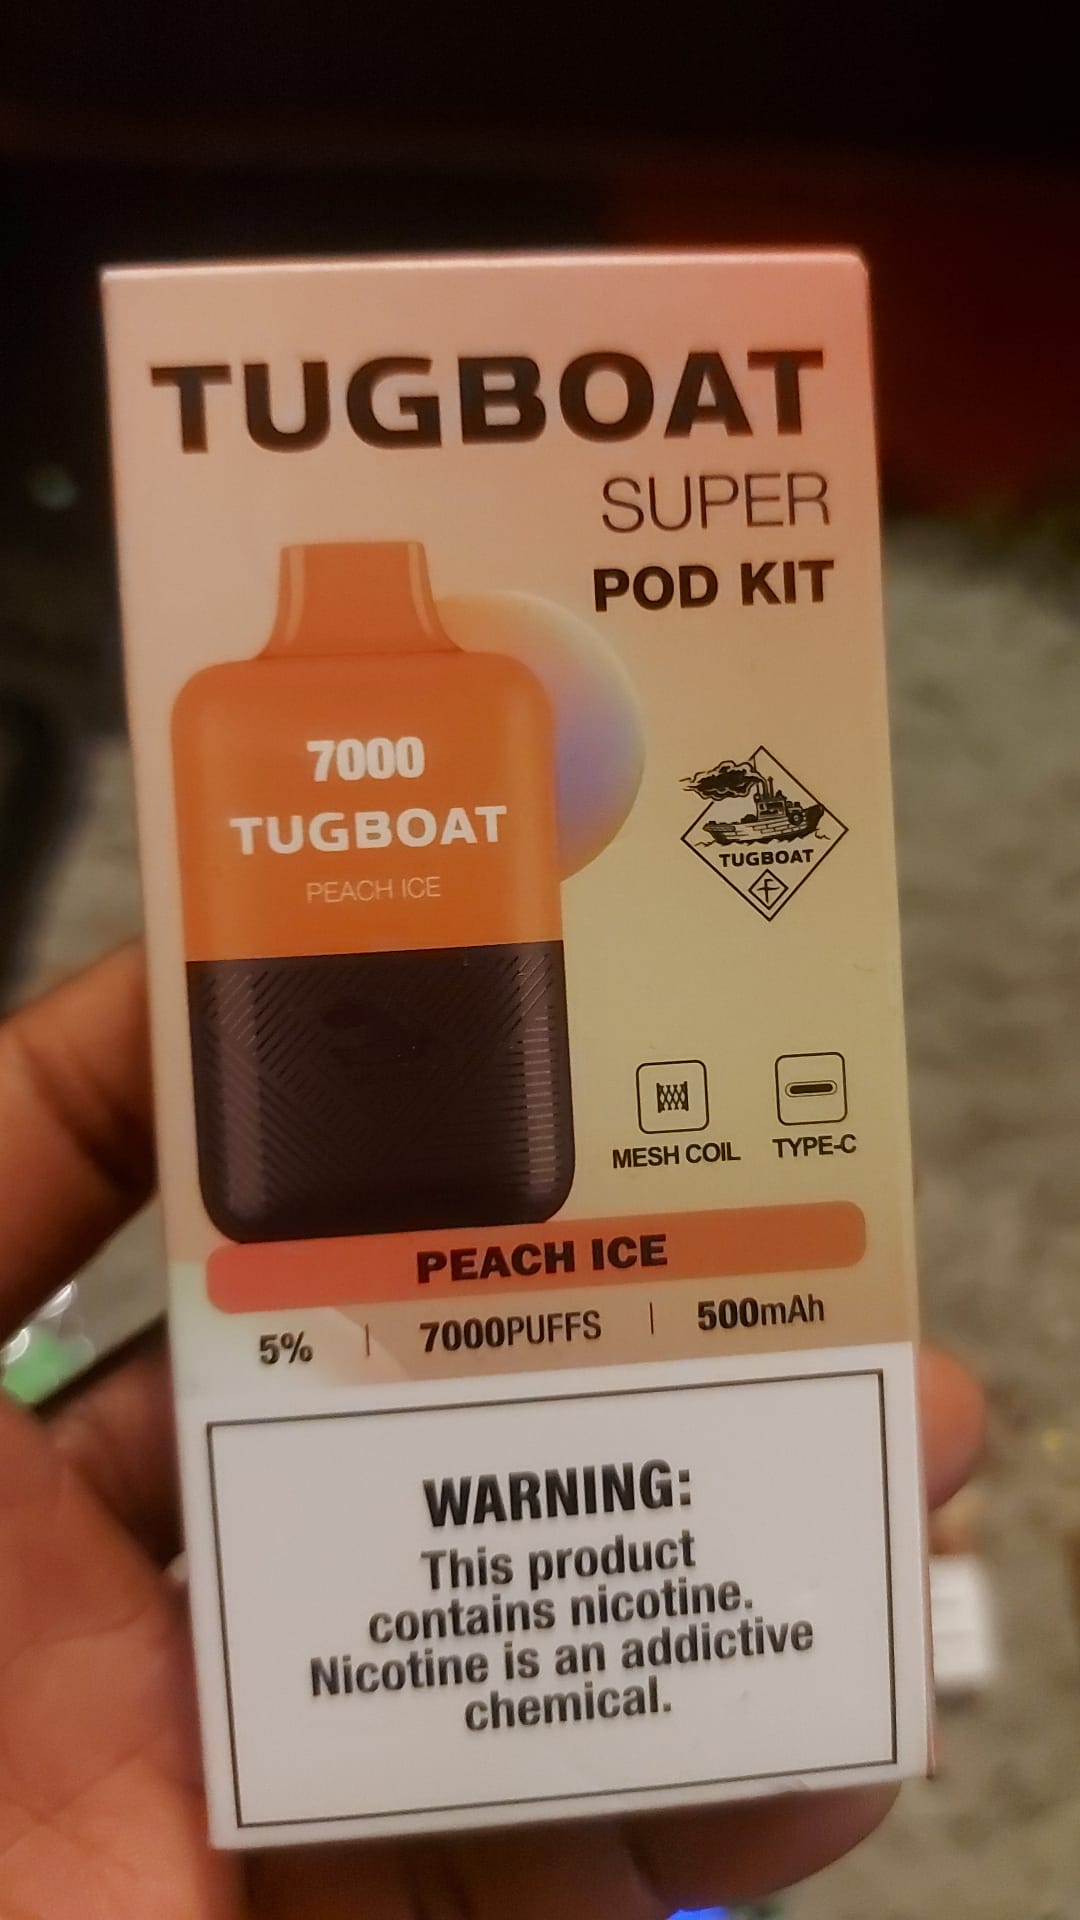 TUGBOAT
SUPER
POD KIT
7000
TUGBOAT
PEACH ICE
TUGBOAT
MESH COIL
TYPE-C
PEACH ICE
5% | 7000PUFFS | 500mAh
WARNING:
This product
contains nicotine.
Nicotine is an addictive
chemical.